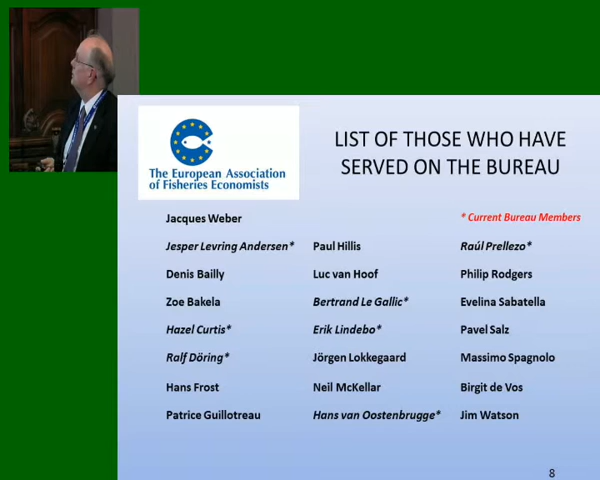 The European Association
of Fisheries Economists
LIST OF THOSE WHO HAVE
SERVED ON THE BUREAU
Jacques Weber
* Current Bureau Members
Jesper Levring Andersen*
Paul Hillis
Raúl Prellezo*
Denis Bailly
Luc van Hoof
Philip Rodgers
Zoe Bakela
Bertrand Le Gallic*
Evelina Sabatella
Hazel Curtis*
Erik Lindebo*
Pavel Salz
Ralf Döring*
Jörgen Lokkegaard
Massimo Spagnolo
Hans Frost
Neil McKellar
Birgit de Vos
Patrice Guillotreau
Hans van Oostenbrugge*
Jim Watson
8